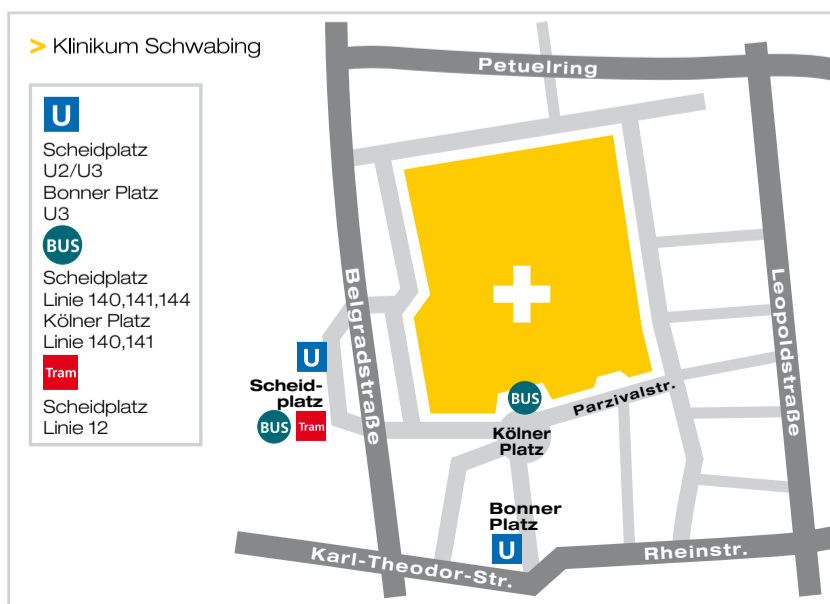 > Klinikum Schwabing
U
Scheidplatz
U2/U3
Bonner Platz
U3
BUS
Scheidplatz
Linie 140,141,144
Kölner Platz
Linie 140,141
Tram
Scheidplatz
Linie 12
Petuelring
Belgradstraße
Leopoldstraße
U
Scheid-
platz
BUS Tram
BUS
Parzivalstr.
Kölner
Platz
Bonner
Platz
U
Karl-Theodor-Str.
Rheinstr.